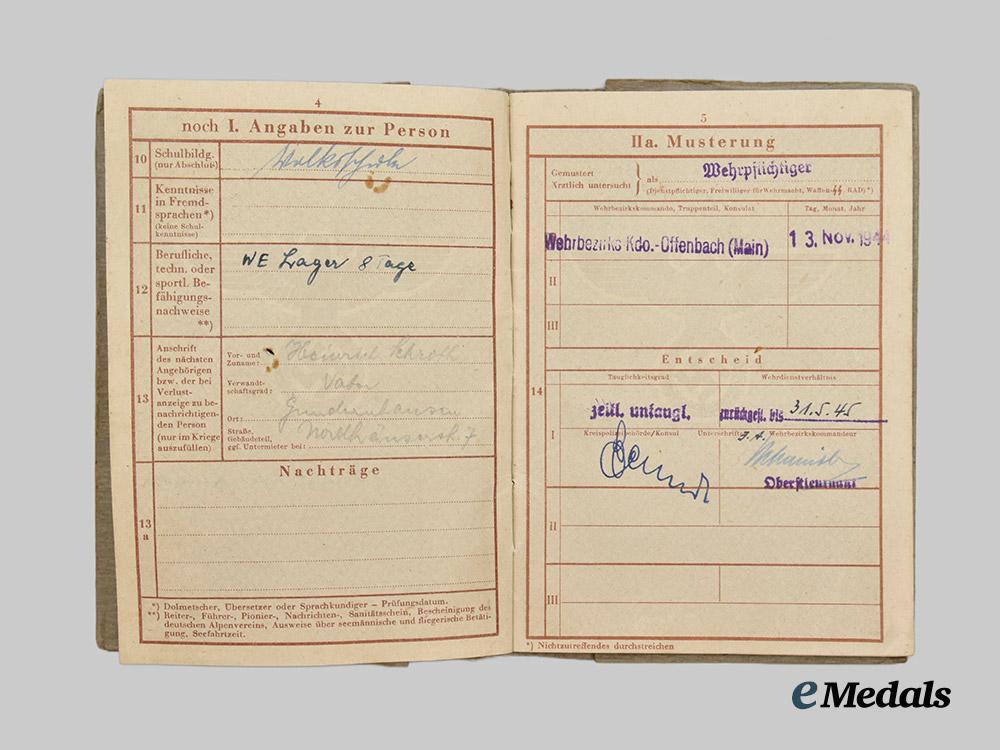 4
noch I. Angaben zur Person
10
Schulbildg.
(nur Abschluß)
Volksschule
11
Kenntnisse
in Fremd-
sprachen*)
(keine Schul-
kenntnisse)
12
Berufliche,
techn. oder
sportl. Be-
fähigungs-
nachweise
**)
WE Lager 8 Tage
13
Anschrift
des nächsten
Angehörigen
bzw. der bei
Verlust-
anzeige zu be-
nachrichtigen-
den Person
(nur im Kriege
auszufüllen)
Vor- und
Zuname:
Heinrich Schroth
Verwandt-
schaftsgrad:
Vater
Ort:
Gundernhausen
Straße,
Gebäudeteil,
ggf. Untermieter bei:
Nordhäuserstr. 7
Nachträge
13
a
*) Dolmetscher, Übersetzer oder Sprachkundiger – Prüfungsdatum.
**) Reiter-, Führer-, Pionier-, Nachrichten-, Sanitätsschein, Bescheinigung des
deutschen Alpenvereins, Ausweise über seemännische und fliegerische Betäti-
gung, Seefahrtzeit.
5
IIa. Musterung
Gemustert
Ärztlich untersucht
als
Wehrpflichtiger
(Dienstpflichtiger, Freiwilliger für Wehrmacht, Waffen-SS, RAD)*)
Wehrbezirkskommando, Truppenteil, Konsulat
Tag, Monat, Jahr
Wehrbezirks Kdo.-Offenbach (Main)
13. Nov. 1944
II
III
Entscheid
14
Tauglichkeitsgrad
Wehrdienstverhältnis
zeitl. untaugl.
zurückgest. bis 31.5.45
I
Kreispolizeibehörde/Konsul
Unterschrift
I.A.
Wehrbezirkskommandeur
Oberstleutnant
II
III
*) Nichtzutreffendes durchstreichen
eMedals